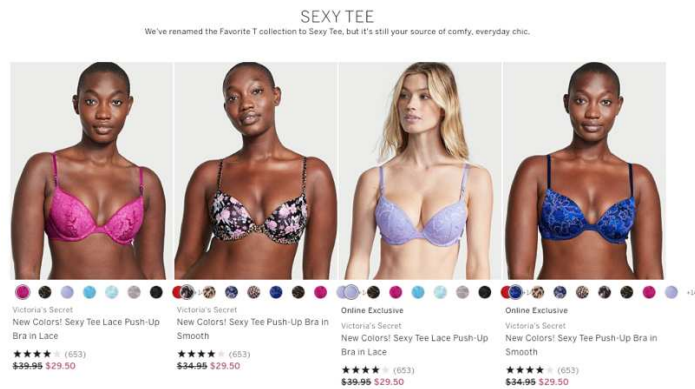 SEXY TEE
We've renamed the Favorite T collection to Sexy Tee, but it's still your source of comfy, everyday chic.
Victoria's Secret
New Colors! Sexy Tee Lace Push-Up
Bra in Lace
(653)
$39.95 $29.50
Victoria's Secret
New Colors! Sexy Tee Push-Up Bra in
Smooth
(653)
$34.95 $29.50
Online Exclusive
Victoria's Secret
New Colors! Sexy Tee Lace Push-Up
Bra in Lace
(653)
$39.95 $29.50
Online Exclusive
Victoria's Secret
New Colors! Sexy Tee Push-Up Bra in
Smooth
(653)
$34.95 $29.50